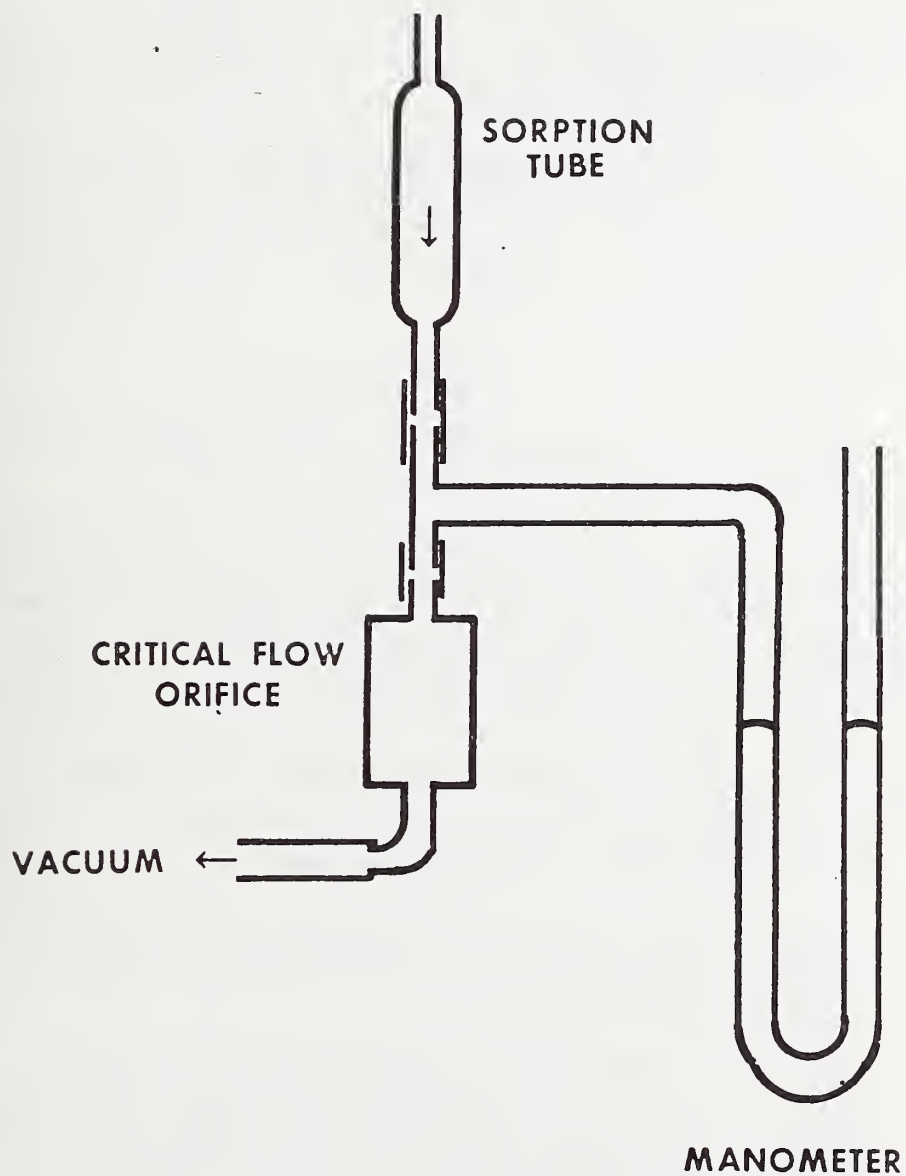 SORPTION
TUBE
CRITICAL FLOW
ORIFICE
VACUUM ←
MANOMETER